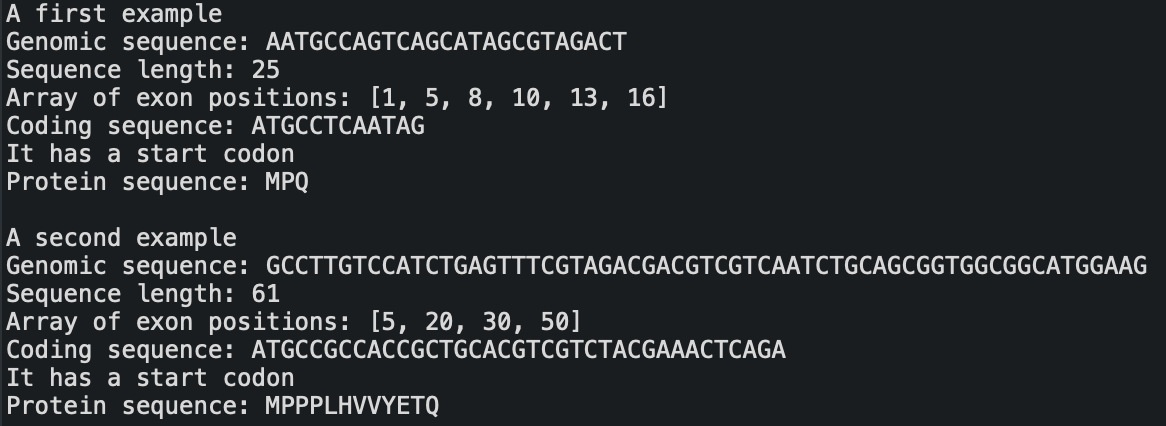 A first example
Genomic sequence: AATGCCAGTCAGCATAGCGTAGACT
Sequence length: 25
Array of exon positions: [1, 5, 8, 10, 13, 16]
Coding sequence: ATGCCTCAATAG
It has a start codon
Protein sequence: MPQ
A second example
Genomic sequence: GCCTTGTCCATCTGAGTTTCGTAGACGACGTCGTCAATCTGCAGCGGTGGCGGCATGGAAG
Sequence length: 61
Array of exon positions: [5, 20, 30, 50]
Coding sequence: ATGCCGCCACCGCTGCACGTCGTCTACGAAACTCAGA
It has a start codon
Protein sequence: MPPPLHVVYETQ